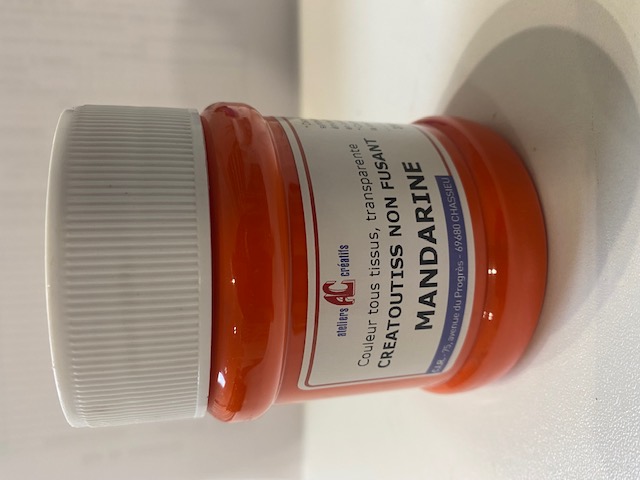 ateliers AC créatifs
Couleur tous tissus, transparente
CREATOUTISS NON FUSANT
MANDARINE
75, avenue du Progrès - 69680 CHASSIEU